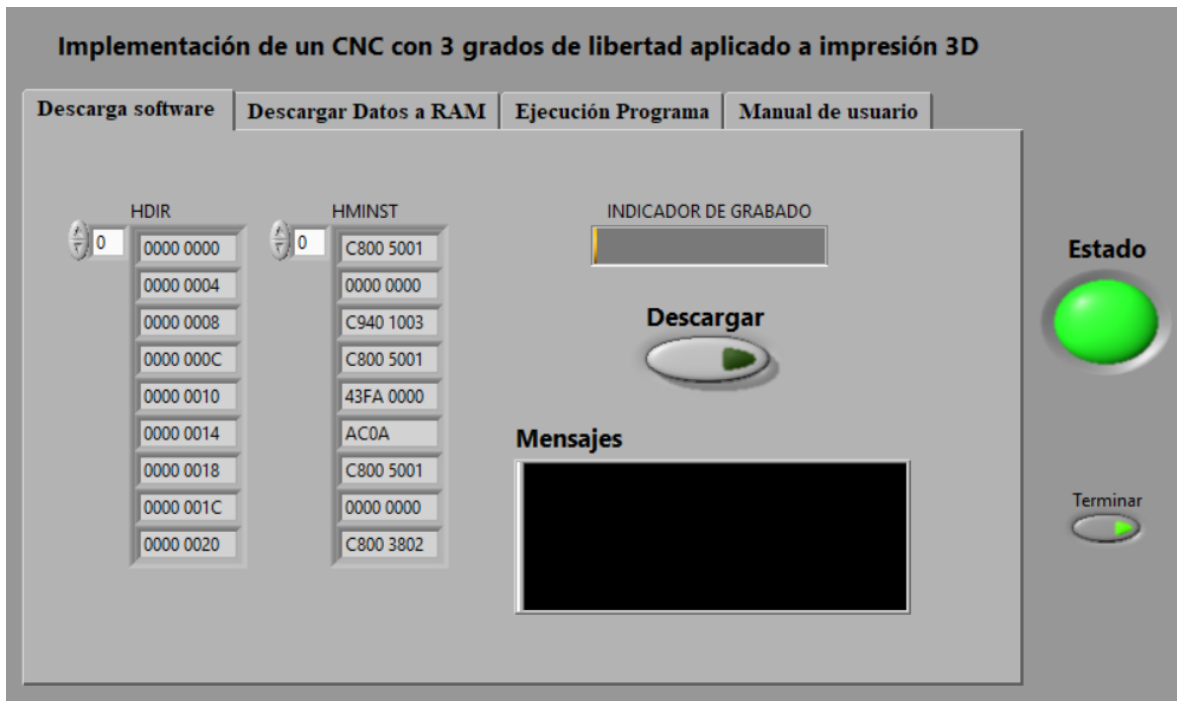 Implementación de un CNC con 3 grados de libertad aplicado a impresión 3D
Descarga software Descargar Datos a RAM Ejecución Programa Manual de usuario
HDIR HMINST INDICADOR DE GRABADO
0 0000 0000 0 C800 5001
0000 0004 0000 0000
0000 0008 C940 1003
0000 000C C800 5001
0000 0010 43FA 0000
0000 0014 AC0A
0000 0018 C800 5001
0000 001C 0000 0000
0000 0020 C800 3802
Descargar
Mensajes
Estado
Terminar